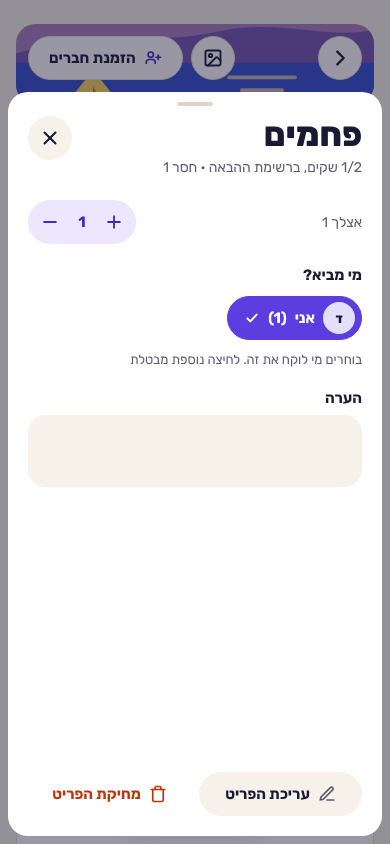 הזמנת חברים
פחמים
1/2 שקים, ברשימת ההבאה • חסר 1
אצלך 1
1
מי מביא?
ד אני (1)
בוחרים מי לוקח את זה. לחיצה נוספת מבטלת
הערה
עריכת הפריט
מחיקת הפריט